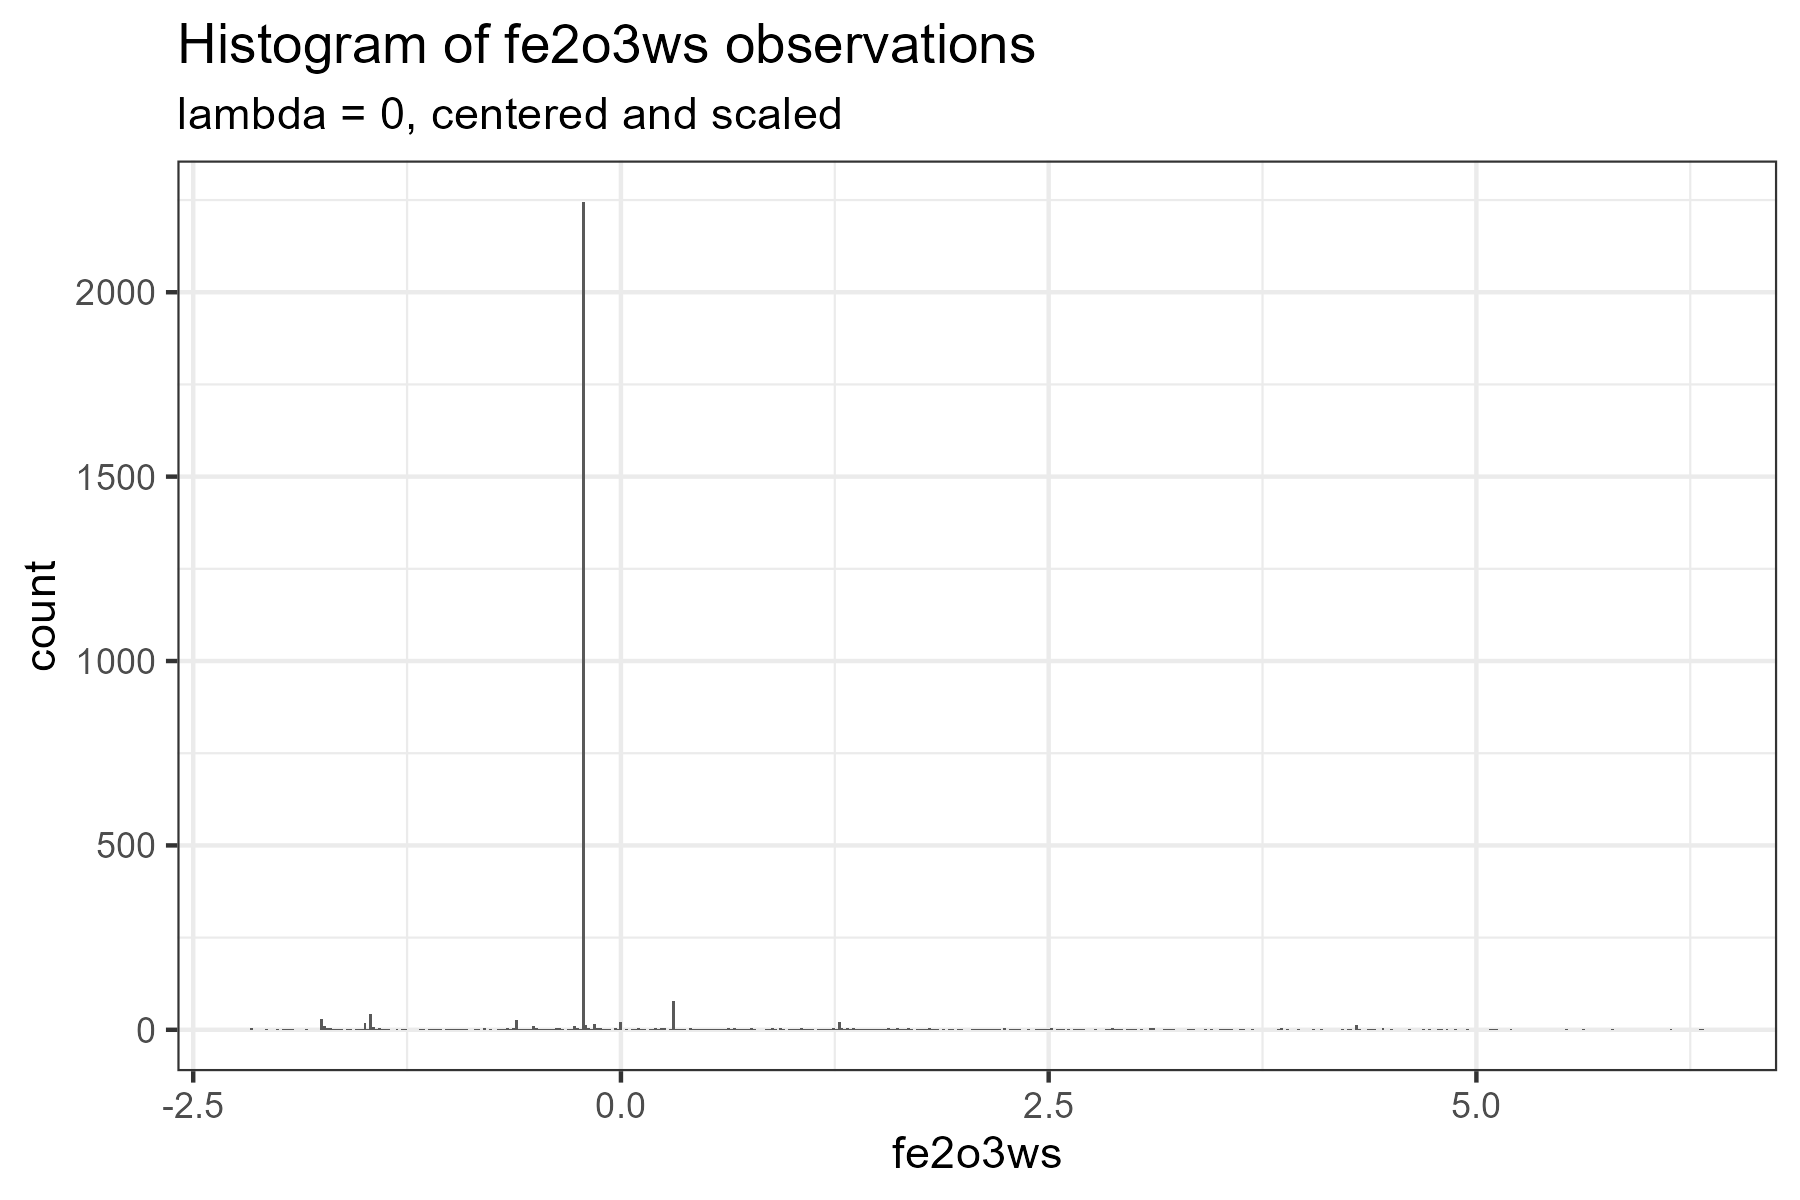 Histogram of fe2o3ws observations
lambda = 0, centered and scaled
count
2000
1500
1000
500
0
-2.5 0.0 2.5 5.0
fe2o3ws